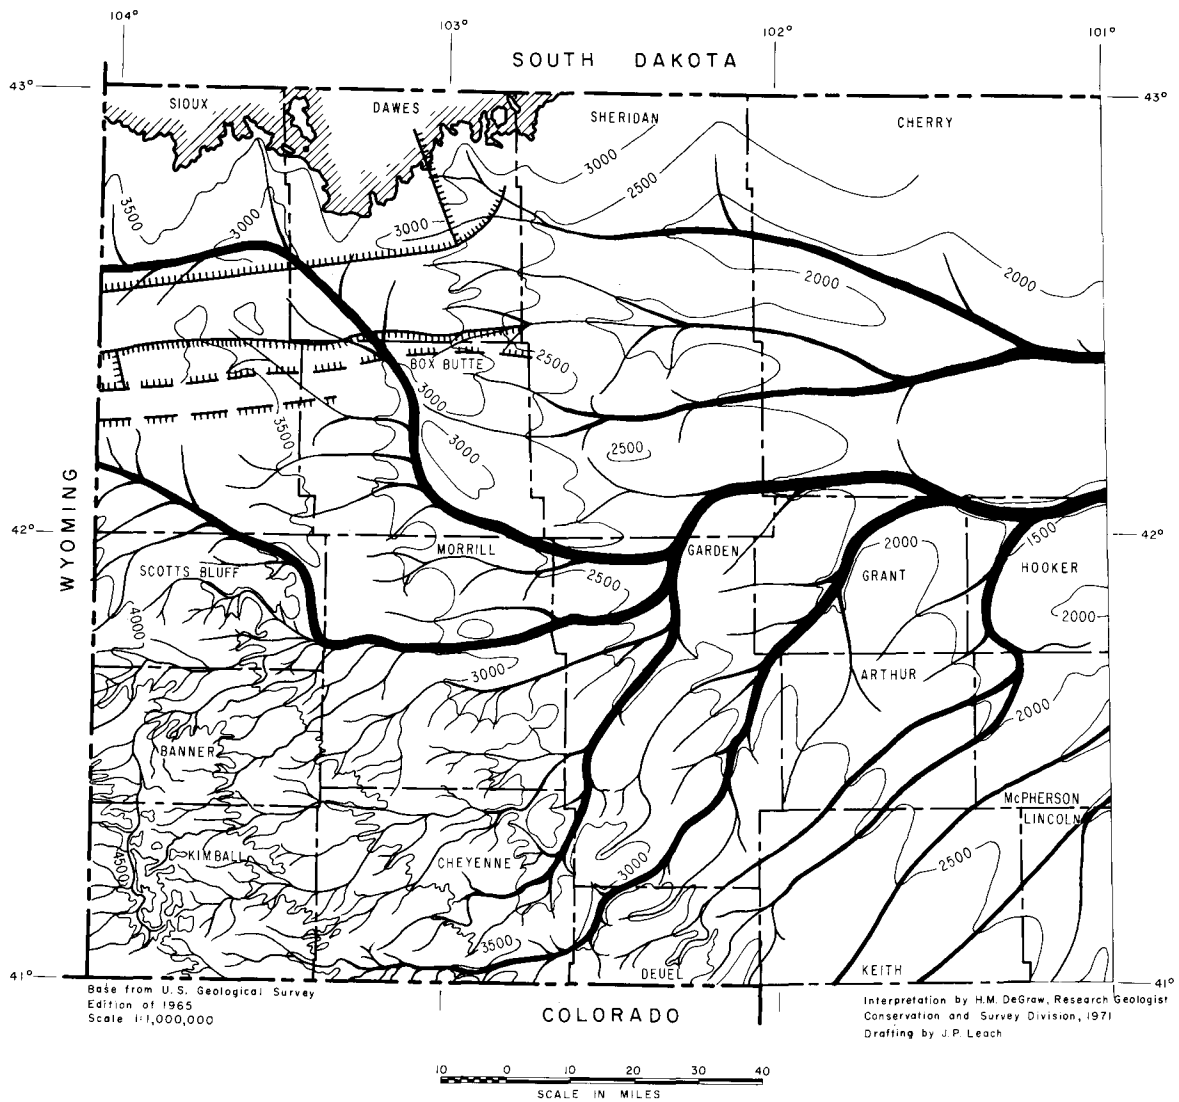 104°
103°
102°
101°
SOUTH DAKOTA
43°
43°
SIOUX
DAWES
SHERIDAN
CHERRY
3000
2500
3500
3000
3000
2000
2000
2500
BOX BUTTE
3000
3500
3000
2500
WYOMING
42°
42°
MORRILL
GARDEN
2000
1500
SCOTTS BLUFF
2500
GRANT
HOOKER
4000
2000
3000
ARTHUR
2000
BANNER
McPHERSON
LINCOLN
4500
KIMBALL
CHEYENNE
3000
2500
3500
DEUEL
KEITH
41°
41°
Base from U.S. Geological Survey
Edition of 1965
Scale 1:1,000,000
COLORADO
Interpretation by H.M. DeGraw, Research Geologist
Conservation and Survey Division, 1971
Drafting by J.P. Leach
10 0 10 20 30 40
SCALE IN MILES